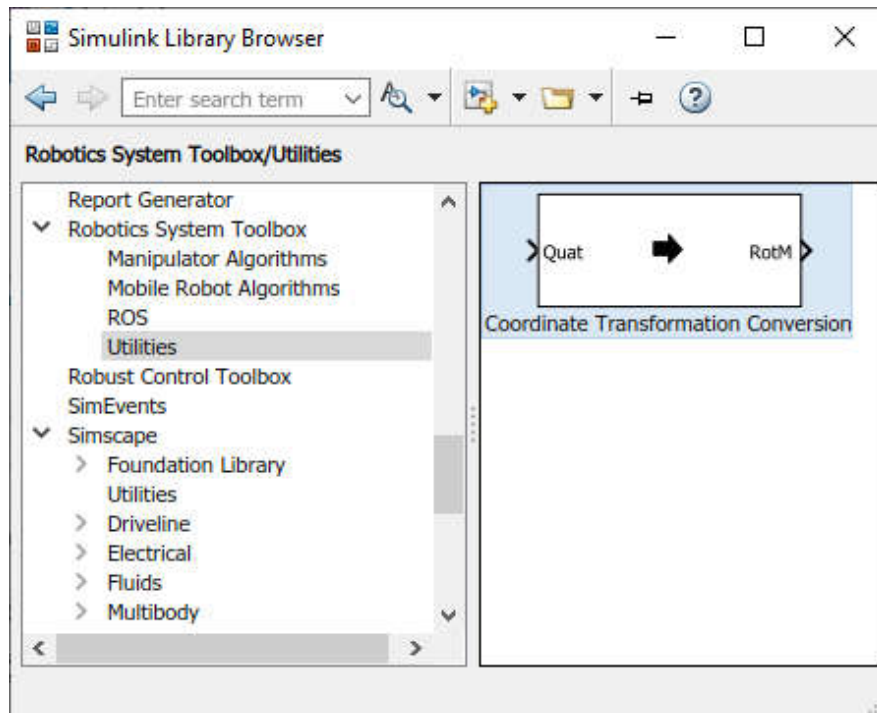 Simulink Library Browser
Enter search term
Robotics System Toolbox/Utilities
Report Generator
Robotics System Toolbox
Manipulator Algorithms
Mobile Robot Algorithms
ROS
Utilities
Robust Control Toolbox
SimEvents
Simscape
Foundation Library
Utilities
Driveline
Electrical
Fluids
Multibody
Quat RotM
Coordinate Transformation Conversion